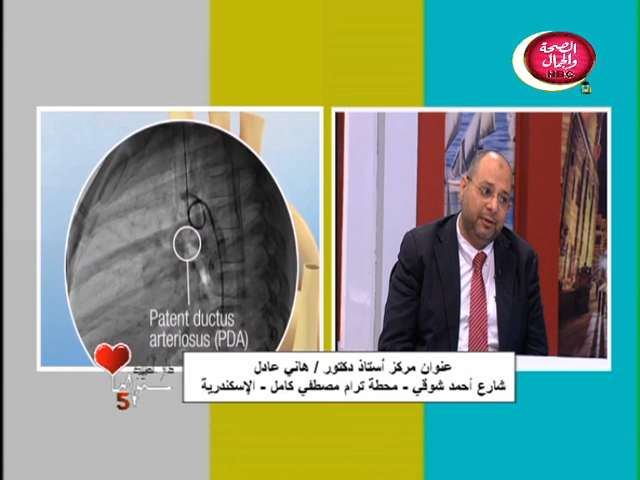 الصحة
والجمال
HBC
Patent ductus
arteriosus (PDA)
عنوان مركز أستاذ دكتور / هاني عادل
شارع أحمد شوقي - محطة ترام مصطفي كامل - الإسكندرية
5